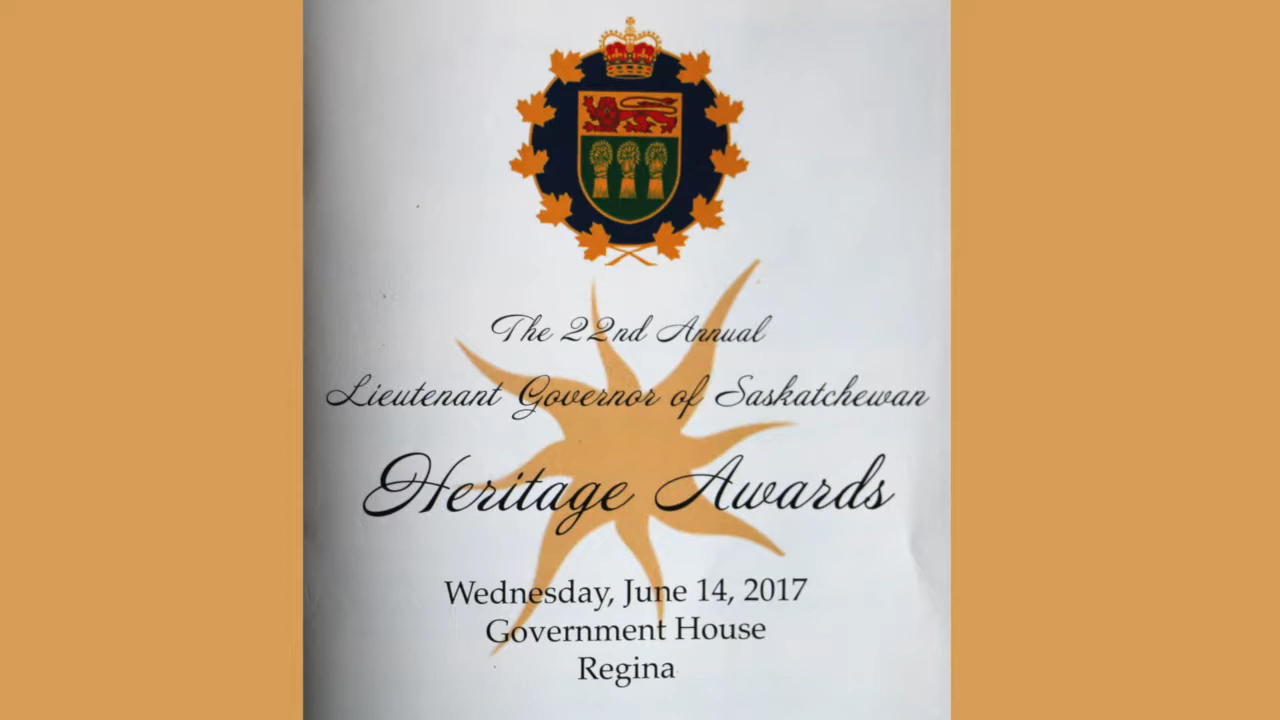 The 22nd Annual
Lieutenant Governor of Saskatchewan
Heritage Awards
Wednesday, June 14, 2017
Government House
Regina